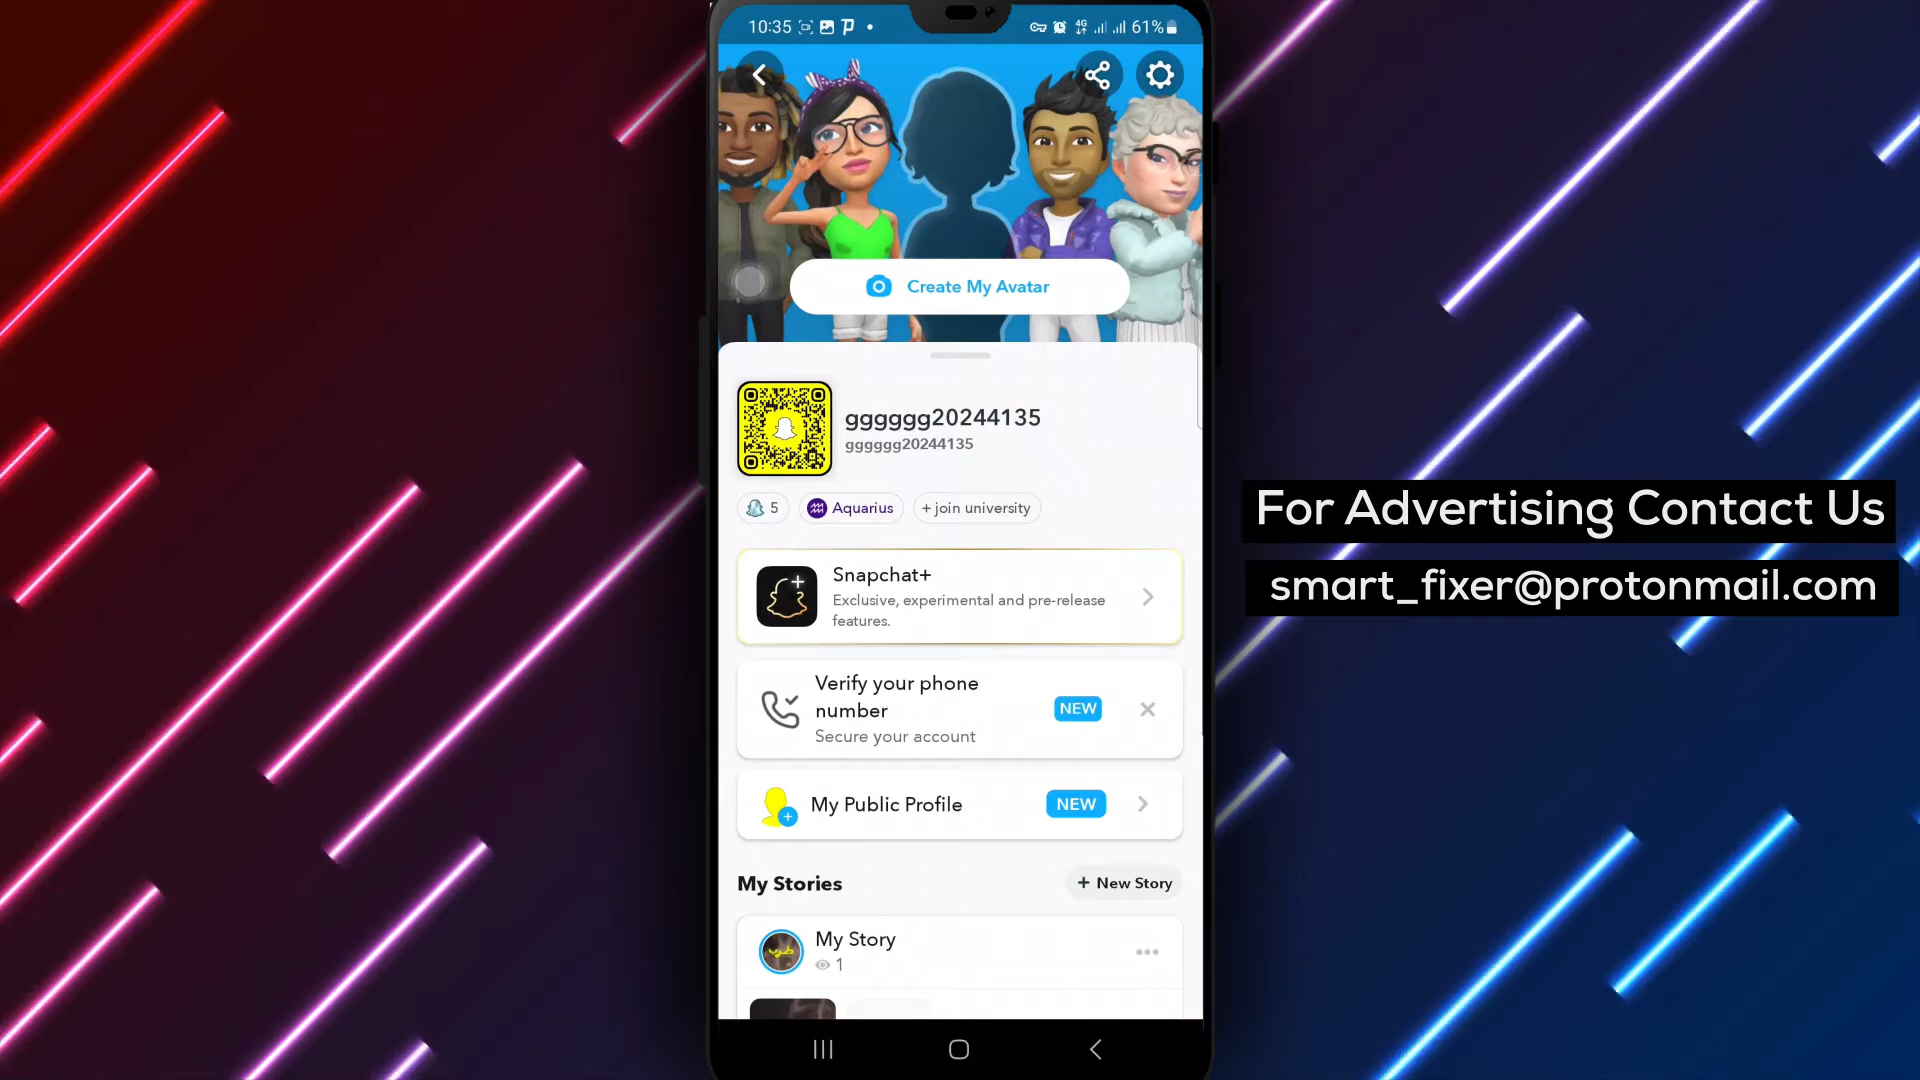 10:35
4G
61%
Create My Avatar
gggggg20244135
gggggg20244135
5
Aquarius
+ join university
Snapchat+
Exclusive, experimental and pre-release
features.
Verify your phone
number
NEW
Secure your account
My Public Profile
NEW
My Stories
+ New Story
My Story
1
For Advertising Contact Us
smart_fixer@protonmail.com